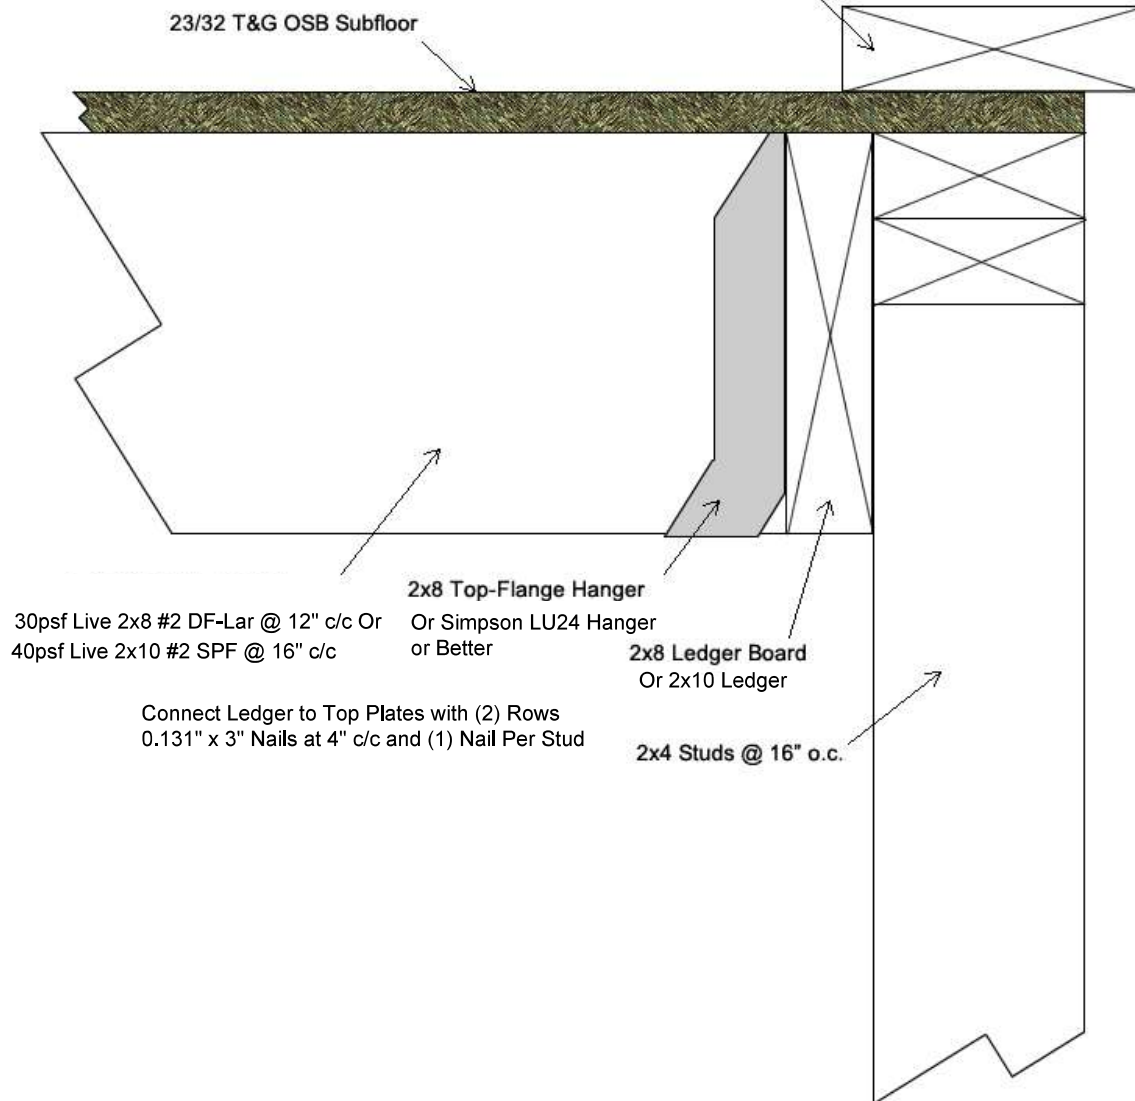 23/32 T&G OSB Subfloor
30psf Live 2x8 #2 DF-Lar @ 12" c/c Or
40psf Live 2x10 #2 SPF @ 16" c/c
2x8 Top-Flange Hanger
Or Simpson LU24 Hanger
or Better
2x8 Ledger Board
Or 2x10 Ledger
Connect Ledger to Top Plates with (2) Rows
0.131" x 3" Nails at 4" c/c and (1) Nail Per Stud
2x4 Studs @ 16" o.c.